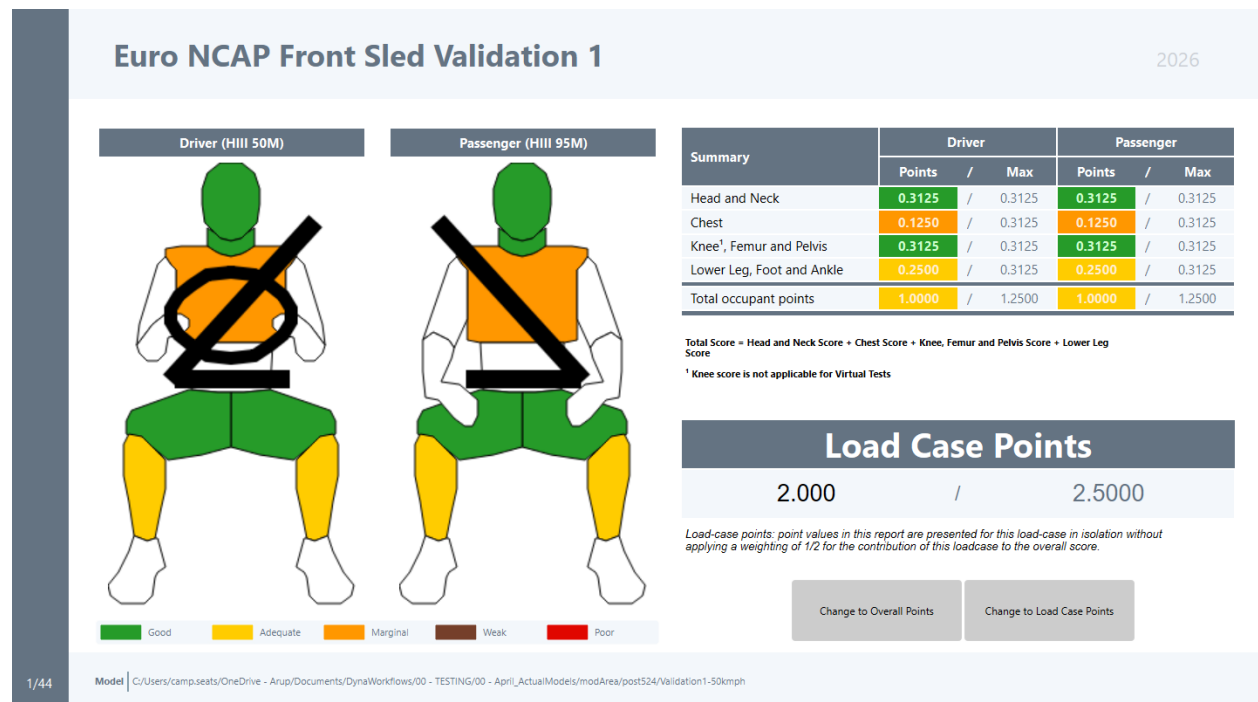 Euro NCAP Front Sled Validation 1
2026
Driver (HIII 50M)
Passenger (HIII 95M)
Summary
Driver
Passenger
Points / Max Points / Max
Head and Neck 0.3125 / 0.3125 0.3125 / 0.3125
Chest 0.1250 / 0.3125 0.1250 / 0.3125
Knee¹, Femur and Pelvis 0.3125 / 0.3125 0.3125 / 0.3125
Lower Leg, Foot and Ankle 0.2500 / 0.3125 0.2500 / 0.3125
Total occupant points 1.0000 / 1.2500 1.0000 / 1.2500
Total Score = Head and Neck Score + Chest Score + Knee, Femur and Pelvis Score + Lower Leg
Score
¹ Knee score is not applicable for Virtual Tests
Load Case Points
2.000 / 2.5000
Load-case points: point values in this report are presented for this load-case in isolation without
applying a weighting of 1/2 for the contribution of this loadcase to the overall score.
Change to Overall Points
Change to Load Case Points
Good Adequate Marginal Weak Poor
1/44
Model C:/Users/camp.seats/OneDrive - Arup/Documents/DynaWorkflows/00 - TESTING/00 - April_ActualModels/modArea/post524/Validation1-50kmph